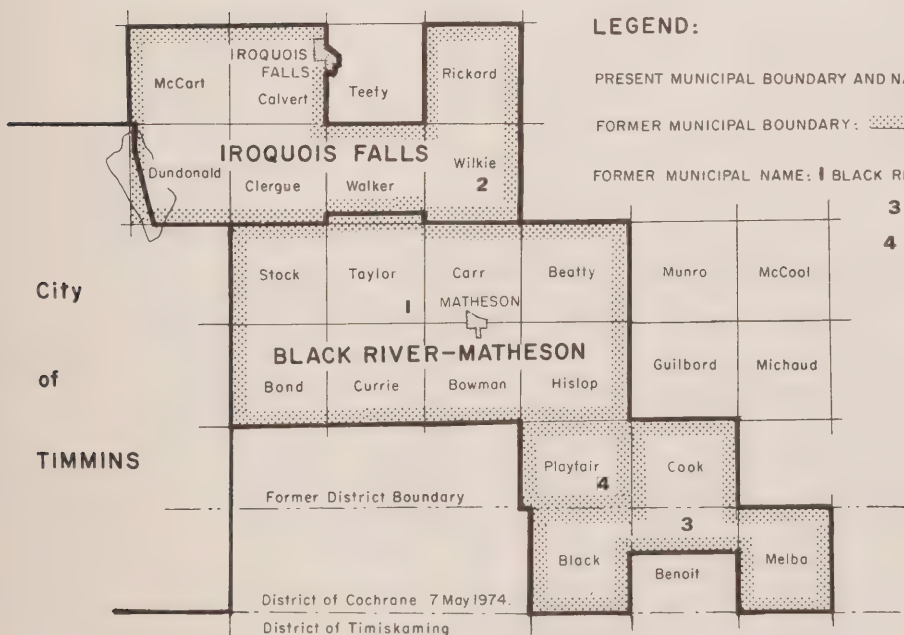 LEGEND:
PRESENT MUNICIPAL BOUNDARY AND
FORMER MUNICIPAL BOUNDARY:
FORMER MUNICIPAL NAME: 1 BLACK
3
4
IROQUOIS
FALLS
McCart
Calvert
Teefy
Rickard
IROQUOIS FALLS
Dundonald
Clergue
Walker
Wilkie
2
City
of
TIMMINS
Stock
Taylor
Carr
Beatty
Munro
McCool
1
MATHESON
BLACK RIVER-MATHESON
Bond
Currie
Bowman
Hislop
Guilbord
Michaud
Playfair
4
Cook
Former District Boundary
3
Black
Benoit
Melba
District of Cochrane 7 May 1974.
District of Timiskaming